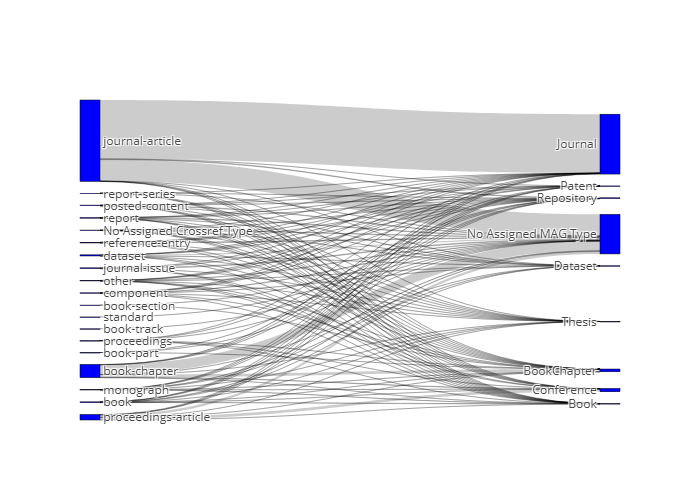 journal-article
report-series
posted-content
report
No Assigned Crossref Type
reference-entry
dataset
journal-issue
other
component
book-section
standard
book-track
proceedings
book-part
book-chapter
monograph
book
proceedings-article
Journal
Patent
Repository
No Assigned MAG Type
Dataset
Thesis
BookChapter
Conference
Book